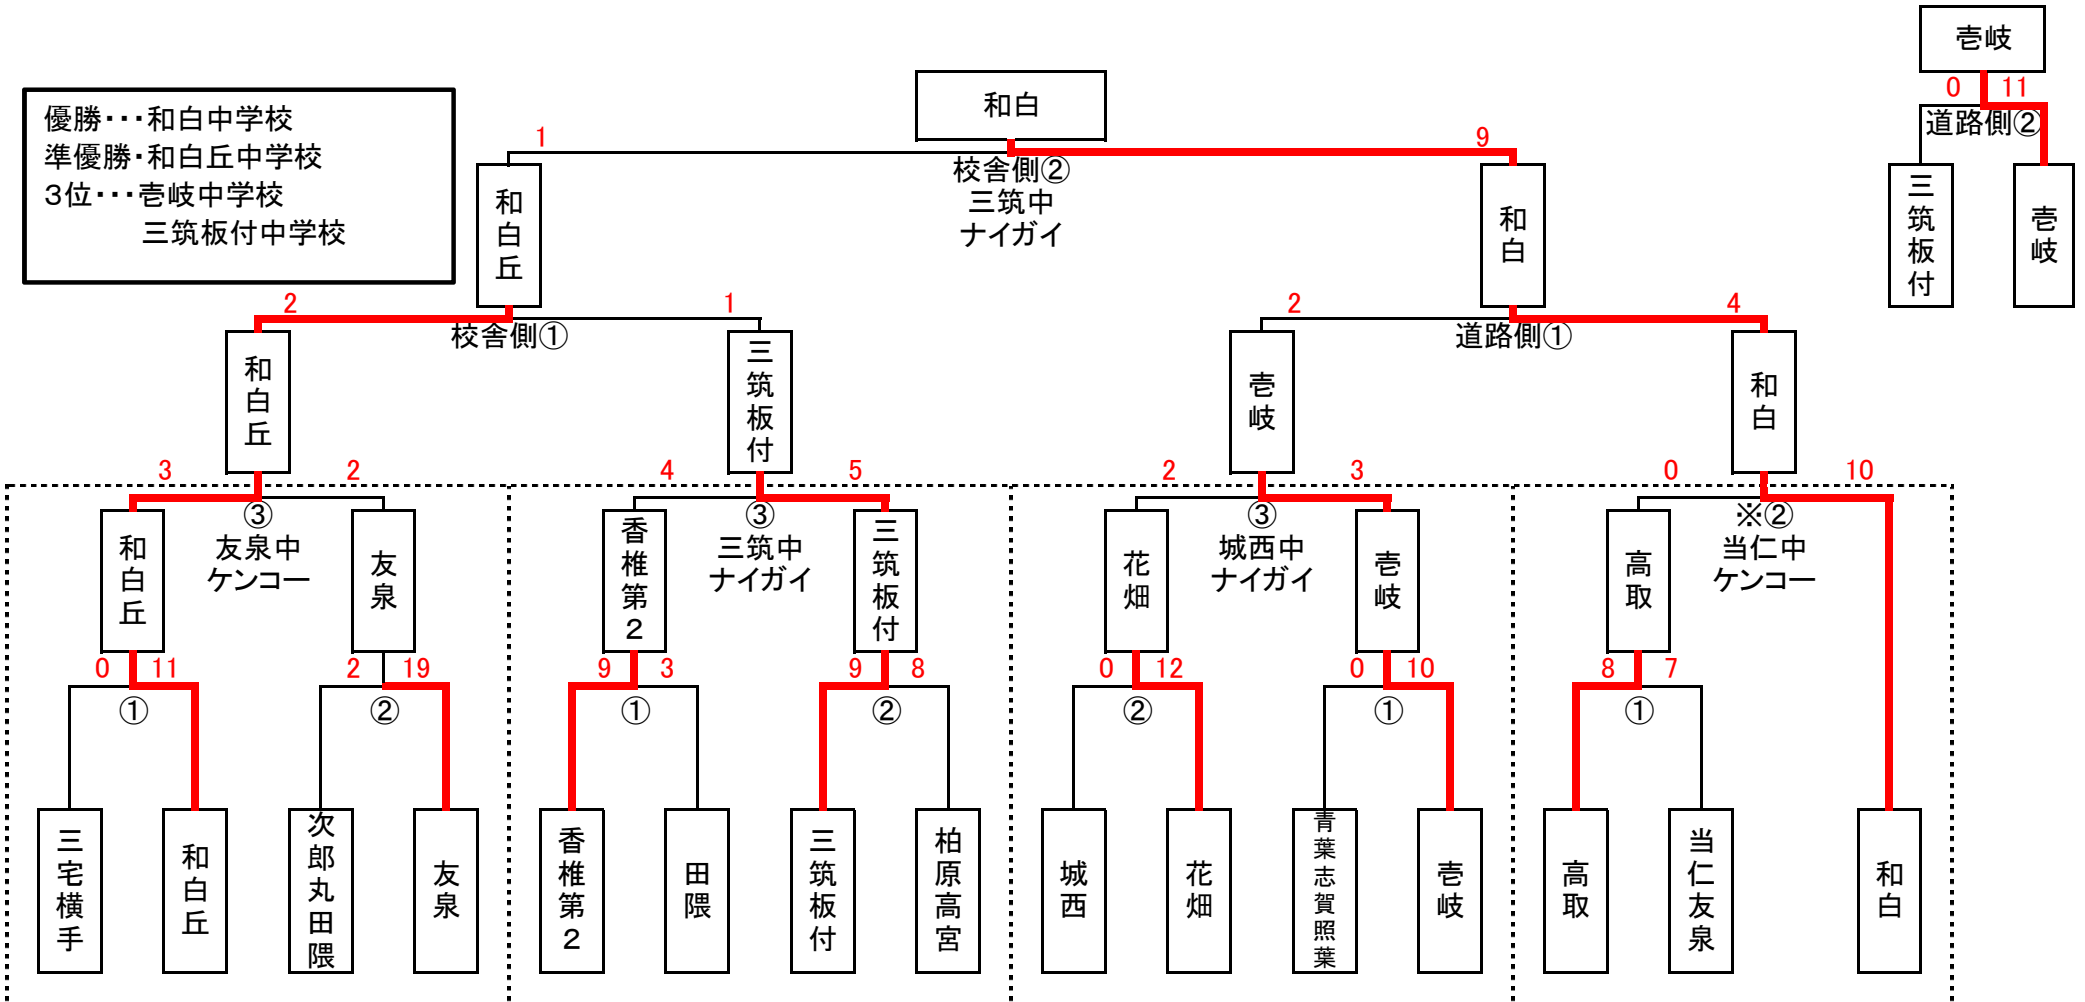 壱岐
0 11
道路側②
三筑板付
壱岐
優勝・・・和白中学校
準優勝・和白丘中学校
３位・・・壱岐中学校
三筑板付中学校
和白
1
9
校舎側②
三筑中
ナイガイ
和白丘
和白
2
1
校舎側①
2
4
道路側①
和白丘
三筑板付
壱岐
和白
3
2
4
5
2
3
0
10
③
友泉中
ケンコー
③
三筑中
ナイガイ
③
城西中
ナイガイ
※②
当仁中
ケンコー
和白丘
友泉
香椎第２
三筑板付
花畑
壱岐
高取
0 11
2 19
9 3
9 8
0 12
0 10
8 7
①
②
①
②
②
①
①
三宅横手
和白丘
次郎丸田隈
友泉
香椎第２
田隈
三筑板付
柏原高宮
城西
花畑
青葉志賀照葉
壱岐
高取
当仁友泉
和白